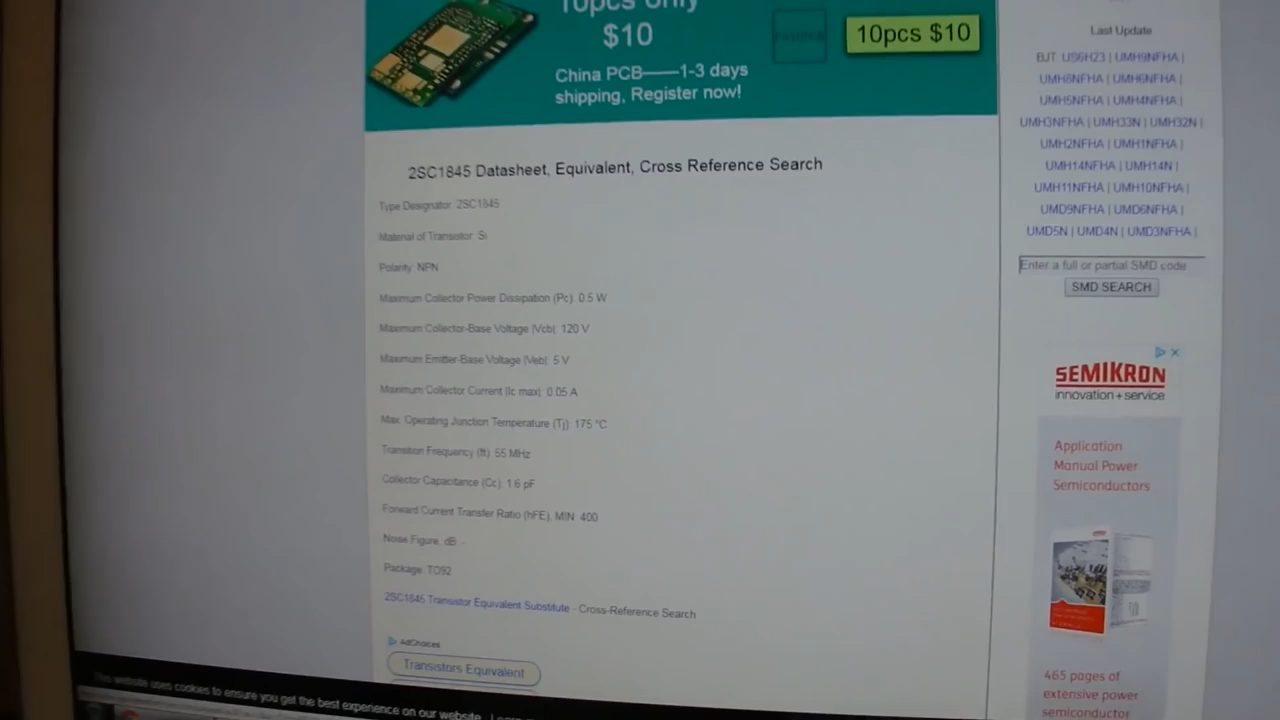 10pcs only
$10
10pcs $10
China PCB——1-3 days
shipping, Register now!
2SC1845 Datasheet, Equivalent, Cross Reference Search
Type Designator: 2SC1845
Material of Transistor: Si
Polarity: NPN
Maximum Collector Power Dissipation (Pc): 0.5 W
Maximum Collector-Base Voltage |Vcb|: 120 V
Maximum Emitter-Base Voltage |Veb|: 5 V
Maximum Collector Current |Ic max|: 0.05 A
Max. Operating Junction Temperature (Tj): 175 °C
Transition Frequency (ft): 55 MHz
Collector Capacitance (Cc): 1.6 pF
Forward Current Transfer Ratio (hFE), MIN: 400
Noise Figure, dB: -
Package: TO92
2SC1845 Transistor Equivalent Substitute - Cross-Reference Search
AdChoices
Transistors Equivalent
This website uses cookies to ensure you get the best experience on our website.
Last Update
BJT: US6H23 | UMH9NFHA |
UMH8NFHA | UMH6NFHA |
UMH5NFHA | UMH4NFHA |
UMH3NFHA | UMH33N | UMH32N |
UMH2NFHA | UMH1NFHA |
UMH14NFHA | UMH14N |
UMH11NFHA | UMH10NFHA |
UMD9NFHA | UMD6NFHA |
UMD5N | UMD4N | UMD3NFHA |
Enter a full or partial SMD code
SMD SEARCH
SEMIKRON
innovation+service
Application
Manual Power
Semiconductors
465 pages of
extensive power
semiconductor